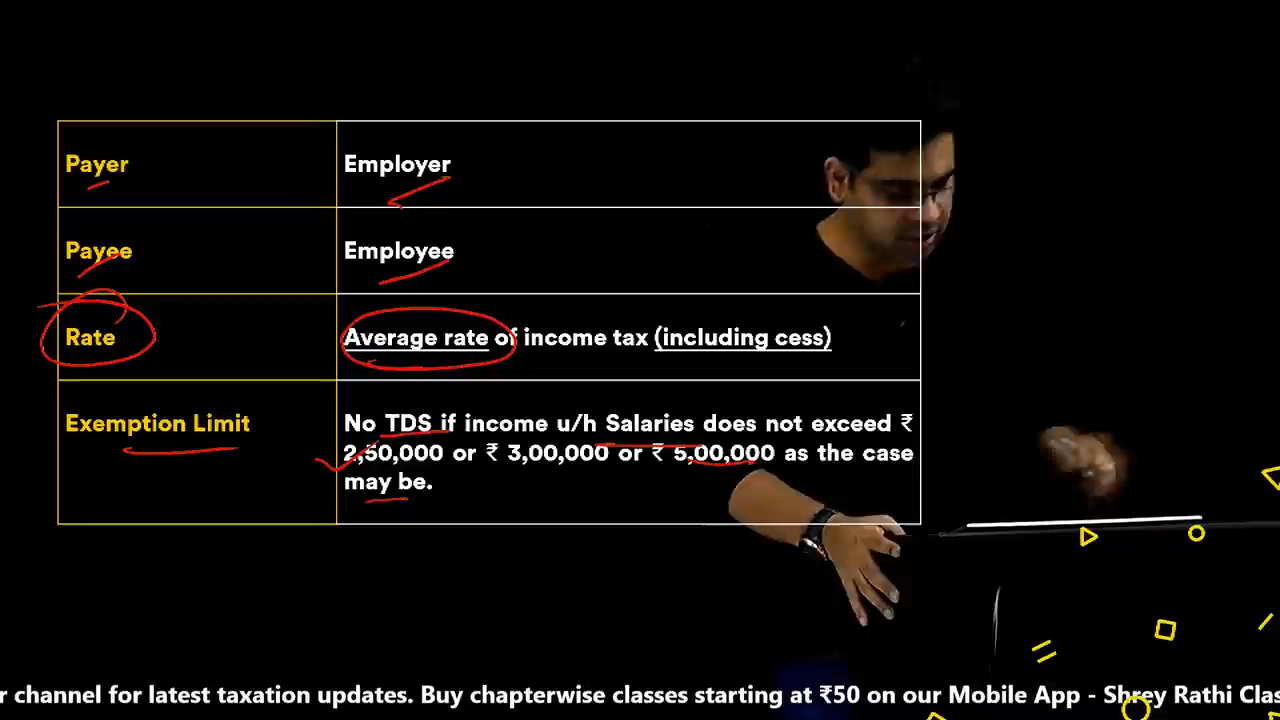 Payer
Employer
Payee
Employee
Rate
Average rate of income tax (including cess)
Exemption Limit
No TDS if income u/h Salaries does not exceed ₹
2,50,000 or ₹ 3,00,000 or ₹ 5,00,000 as the case
may be.
r channel for latest taxation updates. Buy chapterwise classes starting at ₹50 on our Mobile App - Shrey Rathi Clas